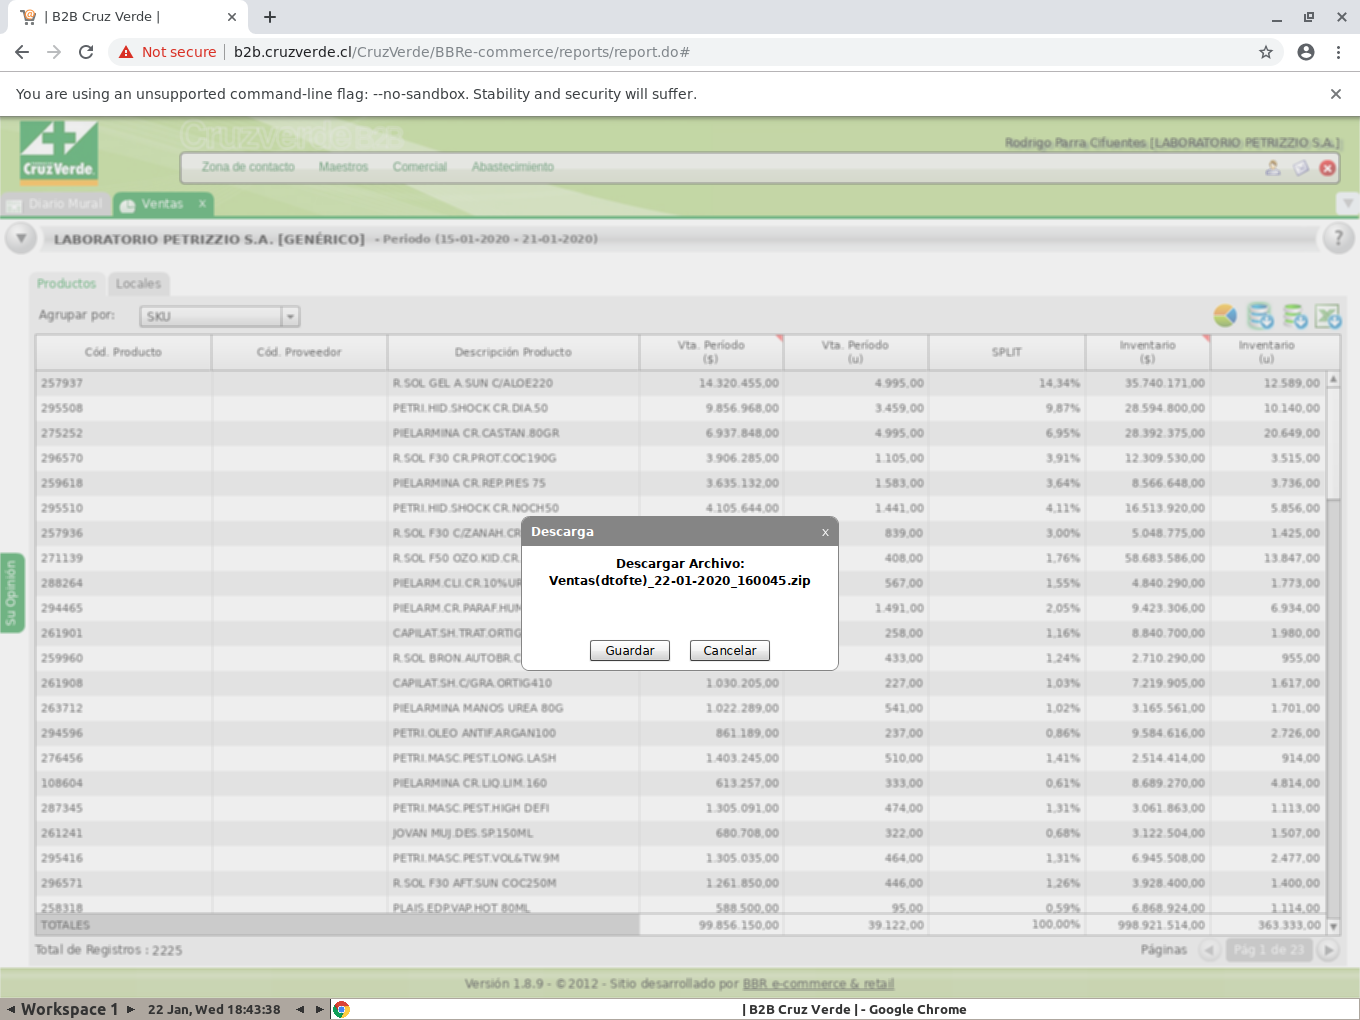 | B2B Cruz Verde |
Not secure b2b.cruzverde.cl/CruzVerde/BBRe-commerce/reports/report.do#
You are using an unsupported command-line flag: --no-sandbox. Stability and security will suffer.
Cruzverde B2B
CruzVerde
Rodrigo Parra Cifuentes [LABORATORIO PETRIZZIO S.A.]
Zona de contacto Maestros Comercial Abastecimiento
Diario Mural Ventas x
LABORATORIO PETRIZZIO S.A. [GENÉRICO] - Periodo (15-01-2020 - 21-01-2020) ?
Productos Locales
Agrupar por: SKU
Cód. Producto Cód. Proveedor Descripción Producto Vta. Período ($) Vta. Período (u) SPLIT Inventario ($) Inventario (u)
257937 R.SOL GEL A.SUN C/ALOE220 14.320.455,00 4.995,00 14,34% 35.740.171,00 12.589,00
295508 PETRI.HID.SHOCK CR.DIA.50 9.856.968,00 3.459,00 9,87% 28.594.800,00 10.140,00
275252 PIELARMINA CR.CASTAN.80GR 6.937.848,00 4.995,00 6,95% 28.392.375,00 20.649,00
296570 R.SOL F30 CR.PROT.COC190G 3.906.285,00 1.105,00 3,91% 12.309.530,00 3.515,00
259618 PIELARMINA CR.REP.PIES 75 3.635.132,00 1.583,00 3,64% 8.566.648,00 3.736,00
295510 PETRI.HID.SHOCK CR.NOCH50 4.105.644,00 1.441,00 4,11% 16.513.920,00 5.856,00
257936 R.SOL F30 C/ZANAH.CR 839,00 3,00% 5.048.775,00 1.425,00
271139 R.SOL F50 OZO.KID.CR. 408,00 1,76% 58.683.586,00 13.847,00
288264 PIELARM.CLI.CR.10%UR 567,00 1,55% 4.840.290,00 1.773,00
294465 PIELARM.CR.PARAF.HUM 1.491,00 2,05% 9.423.306,00 6.934,00
261901 CAPILAT.SH.TRAT.ORTIG 258,00 1,16% 8.840.700,00 1.980,00
259960 R.SOL BRON.AUTOBR.C 433,00 1,24% 2.710.290,00 955,00
261908 CAPILAT.SH.C/GRA.ORTIG410 1.030.205,00 227,00 1,03% 7.219.905,00 1.617,00
263712 PIELARMINA MANOS UREA 80G 1.022.289,00 541,00 1,02% 3.165.561,00 1.701,00
294596 PETRI.OLEO ANTIF.ARGAN100 861.189,00 237,00 0,86% 9.584.616,00 2.726,00
276456 PETRI.MASC.PEST.LONG.LASH 1.403.245,00 510,00 1,41% 2.514.414,00 914,00
108604 PIELARMINA CR.LIQ.LIM.160 613.257,00 333,00 0,61% 8.689.270,00 4.814,00
287345 PETRI.MASC.PEST.HIGH DEFI 1.305.091,00 474,00 1,31% 3.061.863,00 1.113,00
261241 JOVAN MUJ.DES.SP.150ML 680.708,00 322,00 0,68% 3.122.504,00 1.507,00
295416 PETRI.MASC.PEST.VOL&TW.9M 1.305.035,00 464,00 1,31% 6.945.508,00 2.477,00
296571 R.SOL F30 AFT.SUN COC250M 1.261.850,00 446,00 1,26% 3.928.400,00 1.400,00
258318 PLAIS.EDP.VAP.HOT 80ML 588.500,00 95,00 0,59% 6.868.924,00 1.114,00
TOTALES 99.856.150,00 39.122,00 100,00% 998.921.514,00 363.333,00
Total de Registros : 2225 Páginas Pág 1 de 23
Su Opinión
Descarga x
Descargar Archivo:
Ventas(dtofte)_22-01-2020_160045.zip
Guardar Cancelar
Versión 1.8.9 - ©2012 - Sitio desarrollado por BBR e-commerce & retail
Workspace 1 22 Jan, Wed 18:43:38 | B2B Cruz Verde | - Google Chrome